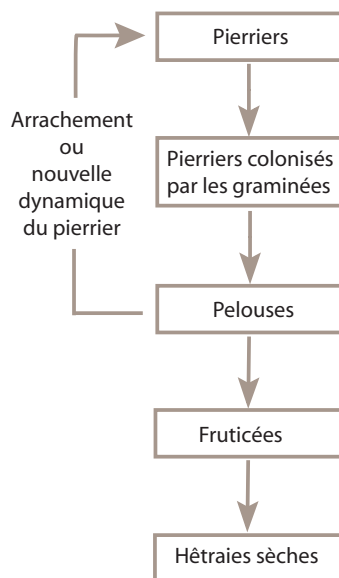 Pierriers
Arrachement
ou
nouvelle
dynamique
du pierrier
Pierriers colonisés
par les graminées
Pelouses
Fruticées
Hêtraies sèches